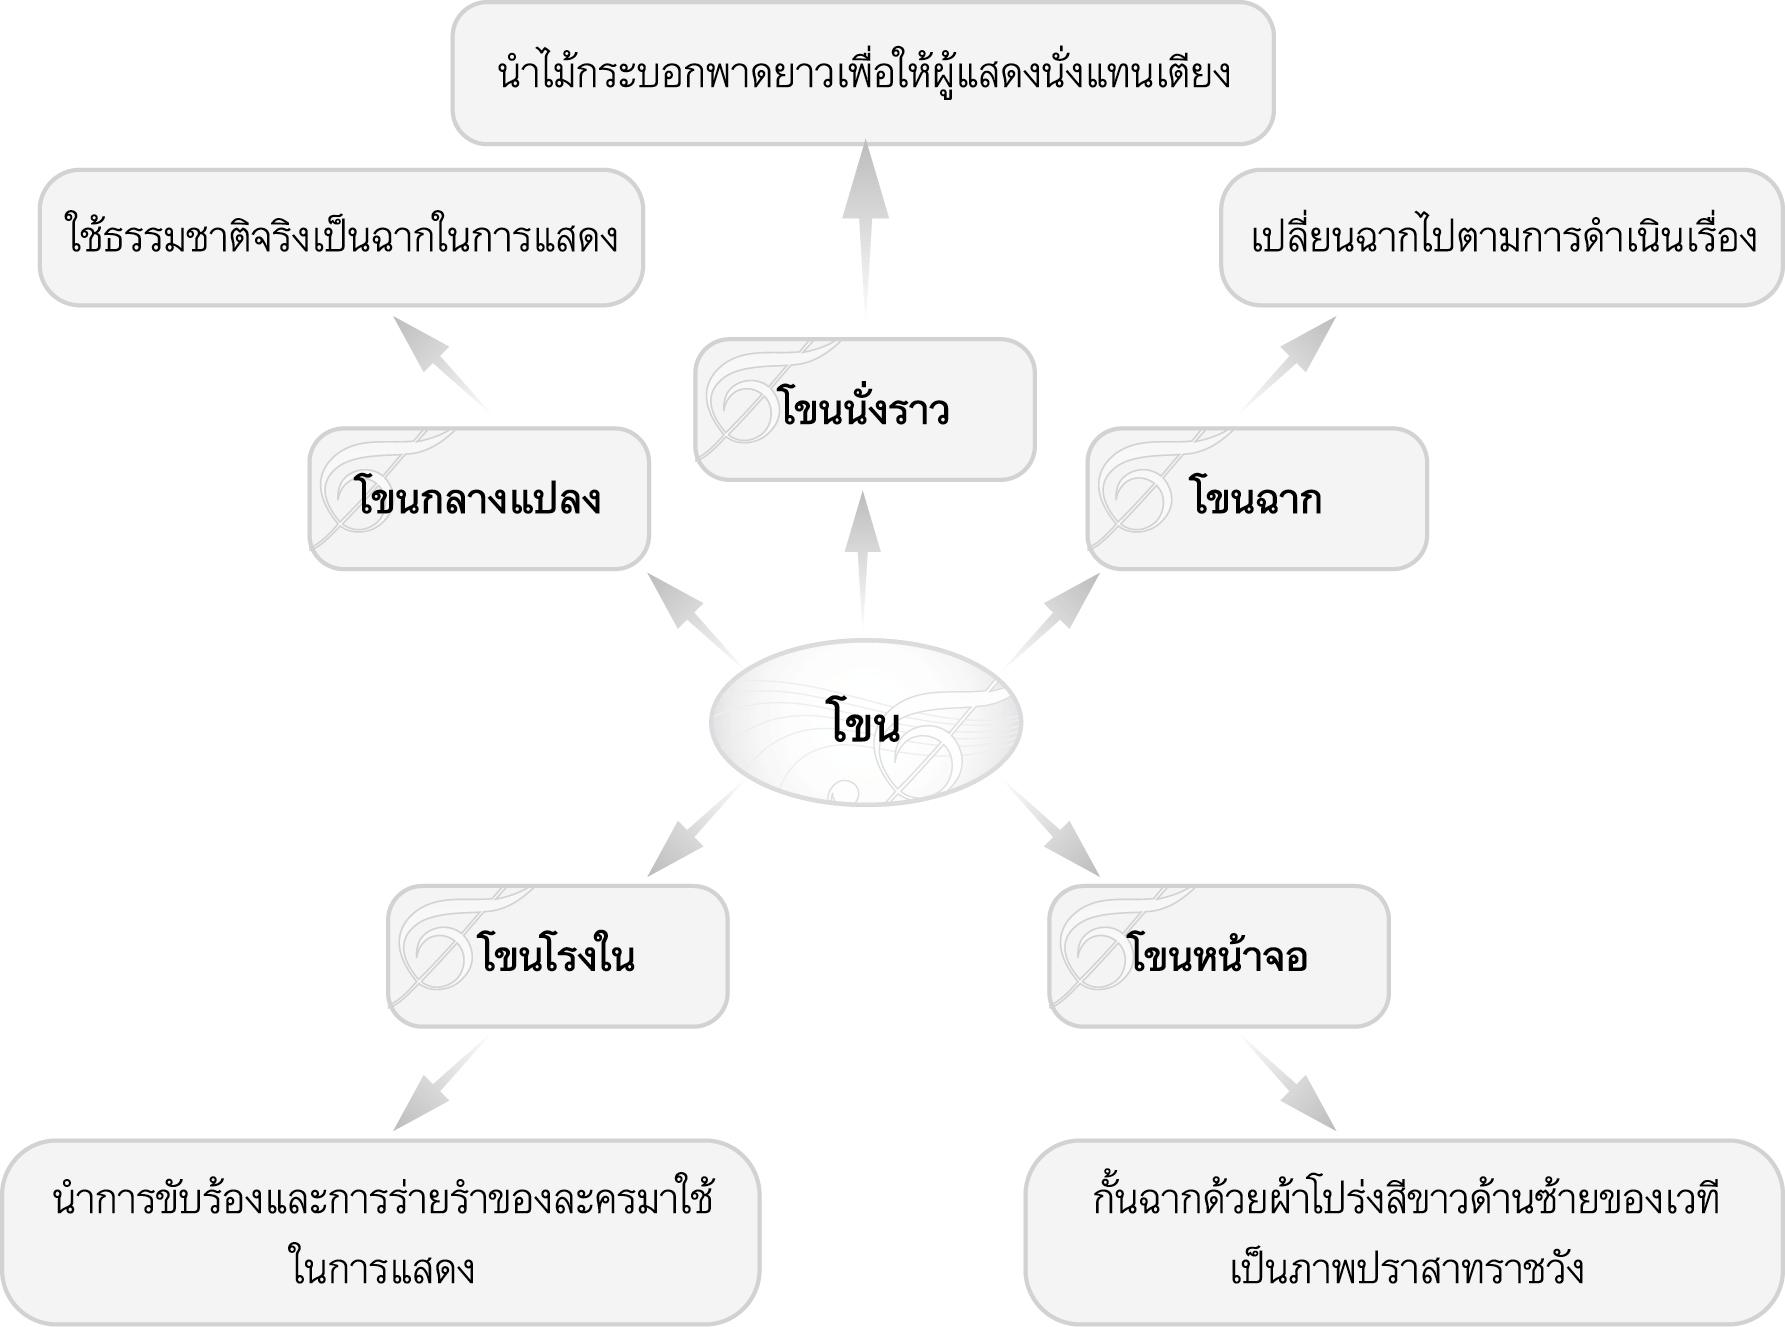 นำไม้กระบอกพาดยาวเพื่อให้ผู้แสดงนั่งแทนเตียง
ใช้ธรรมชาติจริงเป็นฉากในการแสดง
เปลี่ยนฉากไปตามการดำเนินเรื่อง
โขนนั่งราว
โขนกลางแปลง
โขนฉาก
โขน
โขนโรงใน
โขนหน้าจอ
นำการขับร้องและการร่ายรำของละครมาใช้
ในการแสดง
กั้นฉากด้วยผ้าโปร่งสีขาวด้านซ้ายของเวที
เป็นภาพปราสาทราชวัง